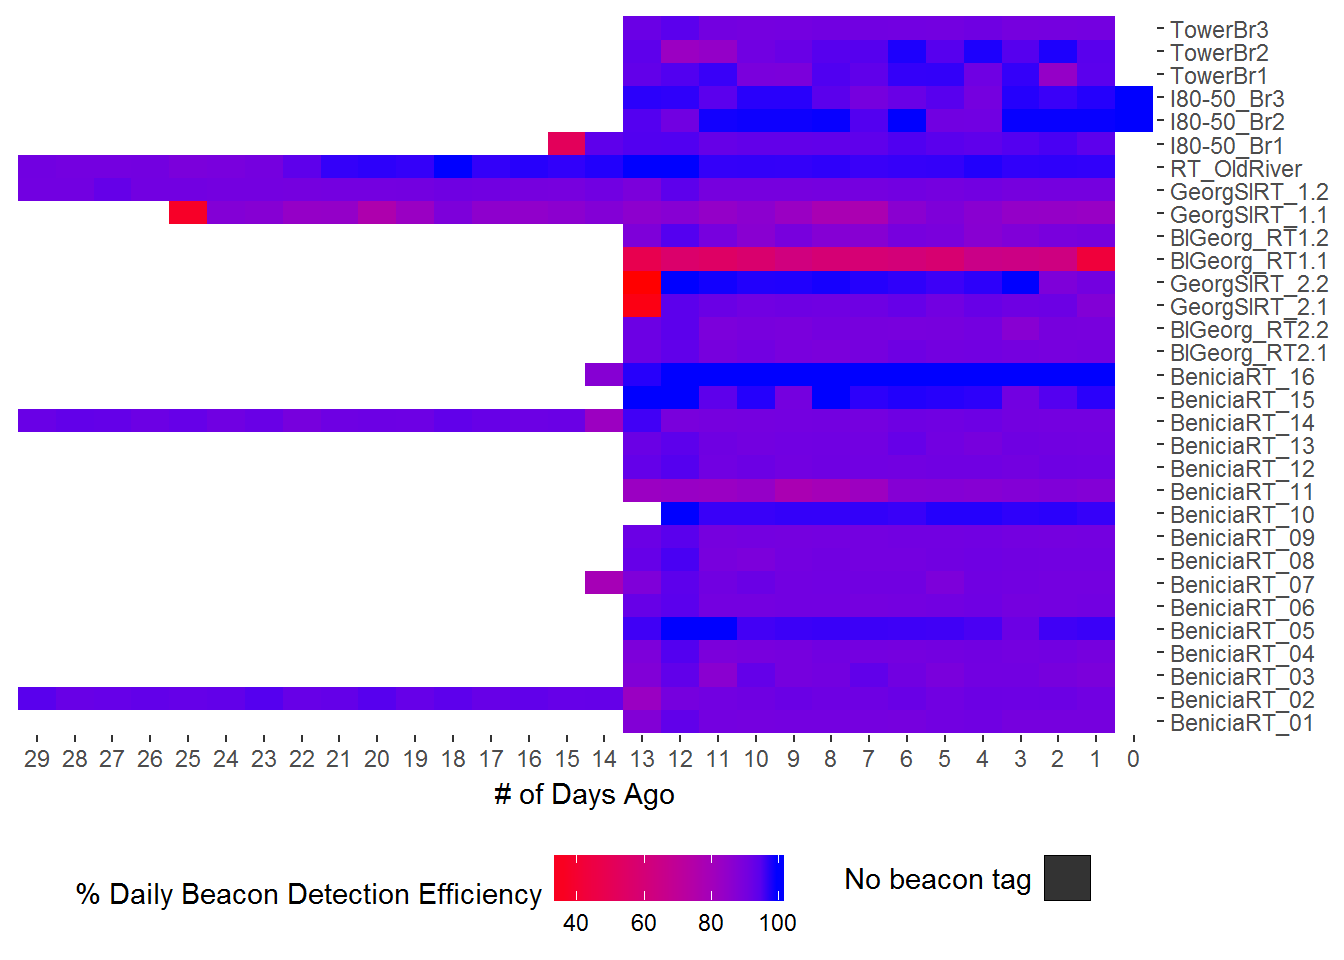 TowerBr3
TowerBr2
TowerBr1
I80-50_Br3
I80-50_Br2
I80-50_Br1
RT_OldRiver
GeorgSlRT_1.2
GeorgSlRT_1.1
BlGeorg_RT1.2
BlGeorg_RT1.1
GeorgSlRT_2.2
GeorgSlRT_2.1
BlGeorg_RT2.2
BlGeorg_RT2.1
BeniciaRT_16
BeniciaRT_15
BeniciaRT_14
BeniciaRT_13
BeniciaRT_12
BeniciaRT_11
BeniciaRT_10
BeniciaRT_09
BeniciaRT_08
BeniciaRT_07
BeniciaRT_06
BeniciaRT_05
BeniciaRT_04
BeniciaRT_03
BeniciaRT_02
BeniciaRT_01
29 28 27 26 25 24 23 22 21 20 19 18 17 16 15 14 13 12 11 10 9 8 7 6 5 4 3 2 1 0
# of Days Ago
% Daily Beacon Detection Efficiency
40 60 80 100
No beacon tag